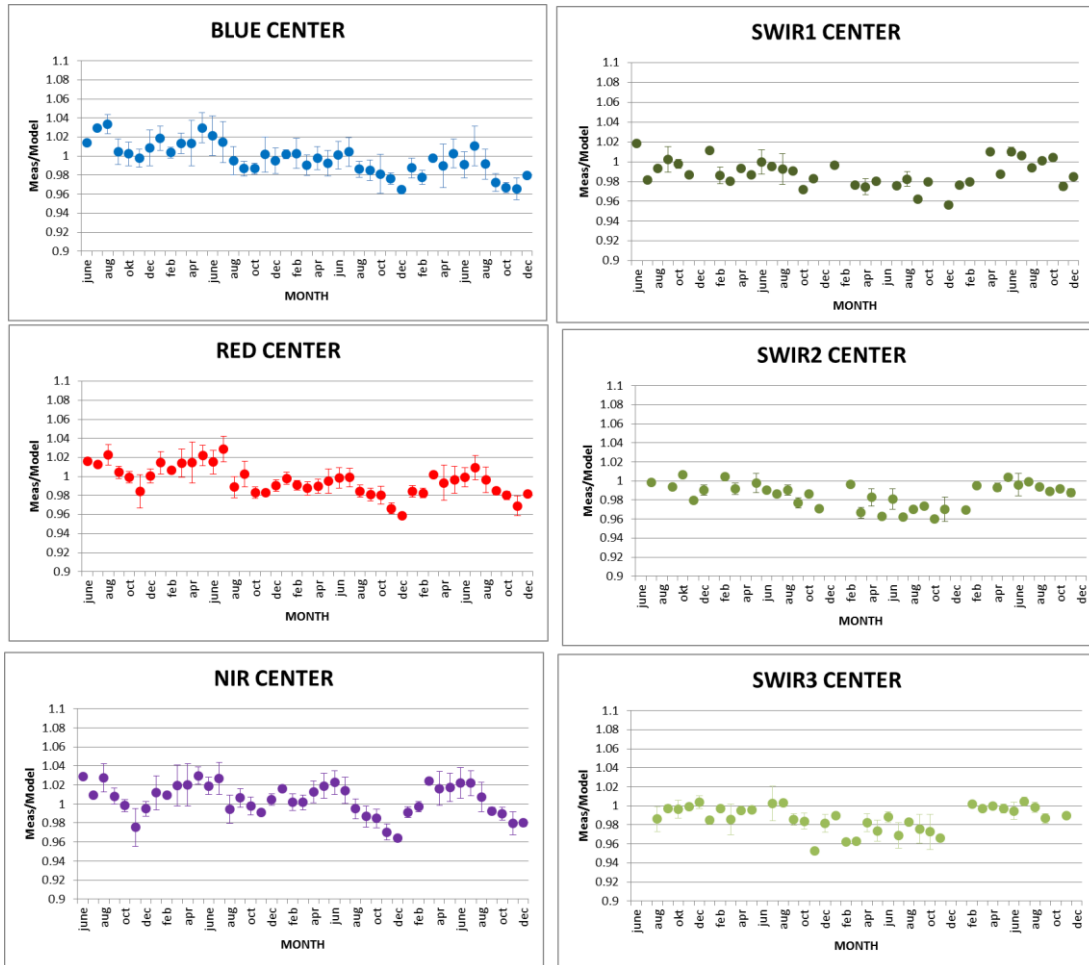 BLUE CENTER
Meas/Model
1.1
1.08
1.06
1.04
1.02
1
0.98
0.96
0.94
0.92
0.9
june aug okt dec feb apr june aug oct dec feb apr jun aug oct dec feb apr june aug oct dec
MONTH
SWIR1 CENTER
Meas/Model
1.1
1.08
1.06
1.04
1.02
1
0.98
0.96
0.94
0.92
0.9
june aug oct dec feb apr june aug oct dec feb apr jun aug oct dec feb apr june aug oct dec
MONTH
RED CENTER
Meas/Model
1.1
1.08
1.06
1.04
1.02
1
0.98
0.96
0.94
0.92
0.9
june aug oct dec feb apr june aug oct dec feb apr jun aug oct dec feb apr june aug oct dec
MONTH
SWIR2 CENTER
Meas/Model
1.1
1.08
1.06
1.04
1.02
1
0.98
0.96
0.94
0.92
0.9
june aug okt dec feb apr jun aug oct dec feb apr jun aug oct dec feb apr june aug oct dec
MONTH
NIR CENTER
Meas/Model
1.1
1.08
1.06
1.04
1.02
1
0.98
0.96
0.94
0.92
0.9
june aug oct dec feb apr june aug oct dec feb apr jun aug oct dec feb apr june aug oct dec
MONTH
SWIR3 CENTER
Meas/Model
1.1
1.08
1.06
1.04
1.02
1
0.98
0.96
0.94
0.92
0.9
june aug okt dec feb apr jun aug oct dec feb apr jun aug oct dec feb apr june aug oct dec
MONTH